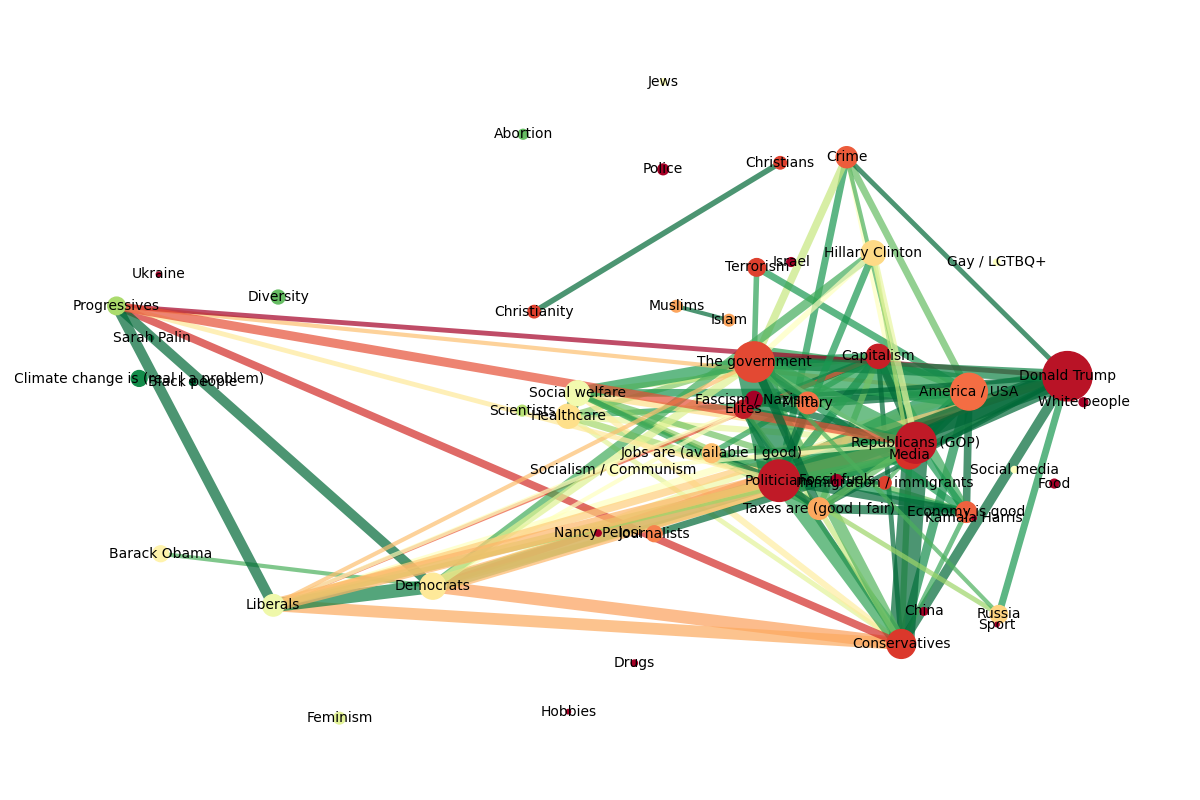 Jews
Abortion
Police
Christians
Crime
Hillary Clinton
Terrorism
Israel
Gay / LGTBQ+
Ukraine
Diversity
Progressives
Muslims
Christianity
Islam
Sarah Palin
The government
Capitalism
Donald Trump
Climate change is (real | a problem)
Black people
Social welfare
America / USA
Fascism / Nazism
Military
White people
Elites
Scientists
Healthcare
Republicans (GOP)
Jobs are (available | good)
Media
Socialism / Communism
Social media
Politicians
Fossil fuels
Immigration / immigrants
Food
Taxes are (good | fair)
Economy is good
Kamala Harris
Nancy Pelosi
Journalists
Barack Obama
Democrats
Liberals
China
Russia
Sport
Conservatives
Drugs
Hobbies
Feminism